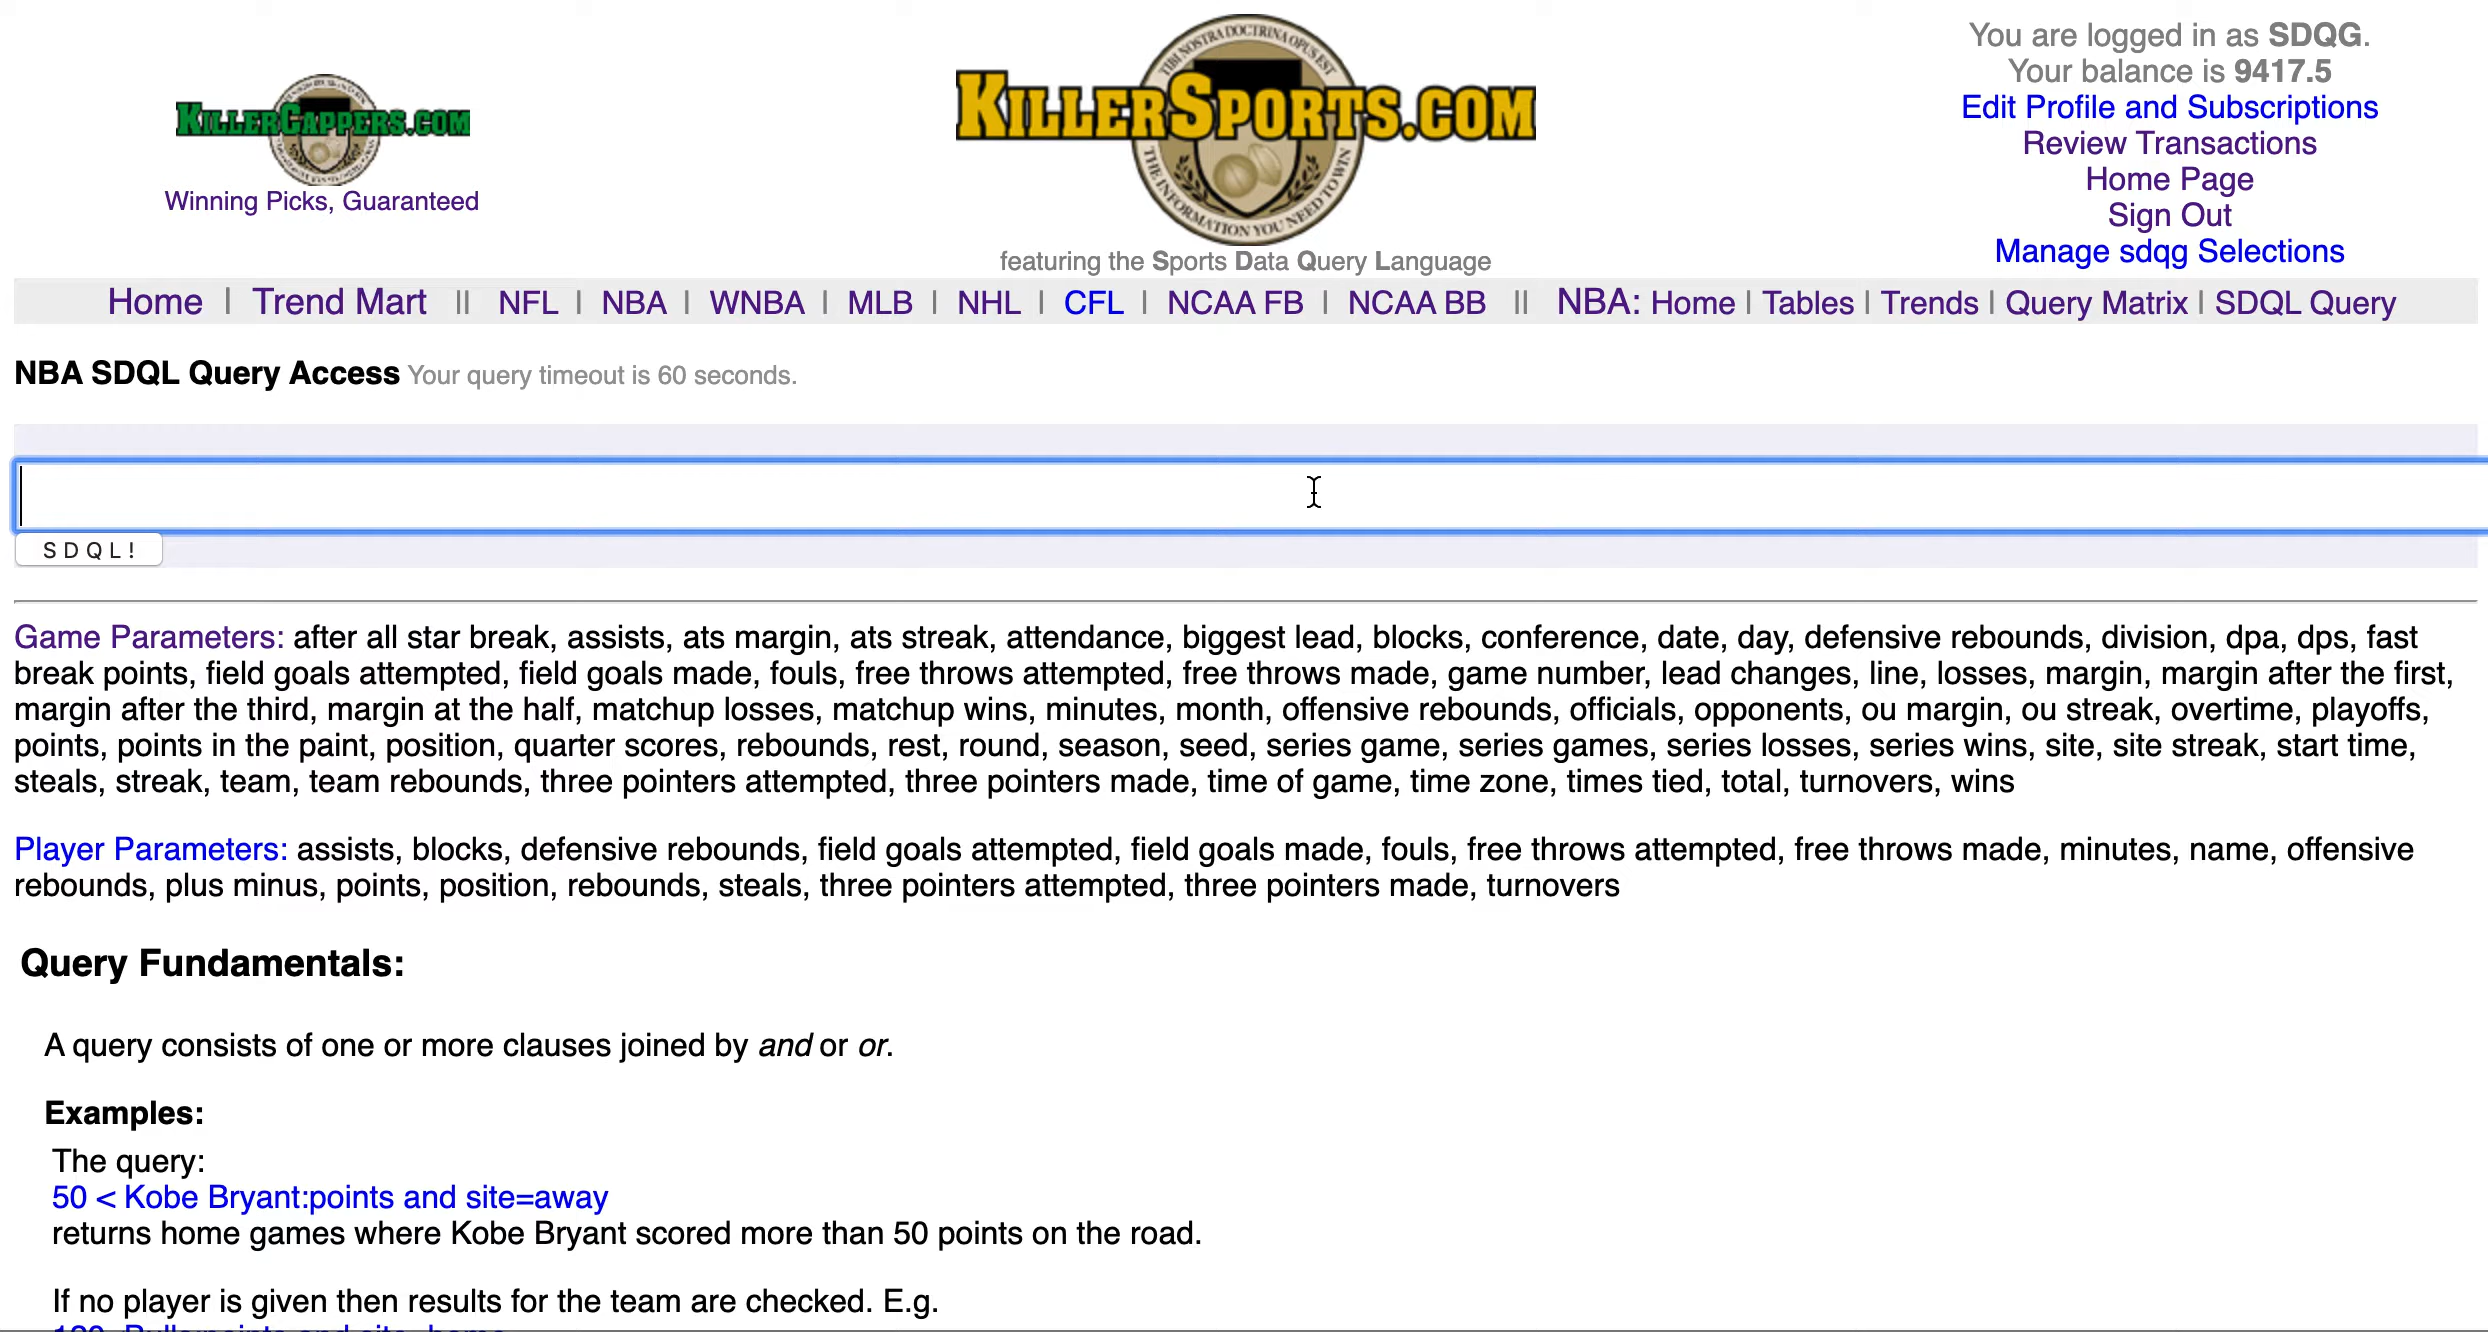 KILLERCAPPERS.COM
Winning Picks, Guaranteed
TIBI NOSTRA DOCTRINA OPUS EST
KILLERSPORTS.COM
THE INFORMATION YOU NEED TO WIN
featuring the Sports Data Query Language
You are logged in as SDQG.
Your balance is 9417.5
Edit Profile and Subscriptions
Review Transactions
Home Page
Sign Out
Manage sdqg Selections
Home | Trend Mart || NFL | NBA | WNBA | MLB | NHL | CFL | NCAA FB | NCAA BB || NBA: Home | Tables | Trends | Query Matrix | SDQL Query
NBA SDQL Query Access Your query timeout is 60 seconds.
S D Q L !
Game Parameters: after all star break, assists, ats margin, ats streak, attendance, biggest lead, blocks, conference, date, day, defensive rebounds, division, dpa, dps, fast
break points, field goals attempted, field goals made, fouls, free throws attempted, free throws made, game number, lead changes, line, losses, margin, margin after the first,
margin after the third, margin at the half, matchup losses, matchup wins, minutes, month, offensive rebounds, officials, opponents, ou margin, ou streak, overtime, playoffs,
points, points in the paint, position, quarter scores, rebounds, rest, round, season, seed, series game, series games, series losses, series wins, site, site streak, start time,
steals, streak, team, team rebounds, three pointers attempted, three pointers made, time of game, time zone, times tied, total, turnovers, wins
Player Parameters: assists, blocks, defensive rebounds, field goals attempted, field goals made, fouls, free throws attempted, free throws made, minutes, name, offensive
rebounds, plus minus, points, position, rebounds, steals, three pointers attempted, three pointers made, turnovers
Query Fundamentals:
A query consists of one or more clauses joined by and or or.
Examples:
The query:
50 < Kobe Bryant:points and site=away
returns home games where Kobe Bryant scored more than 50 points on the road.
If no player is given then results for the team are checked. E.g.